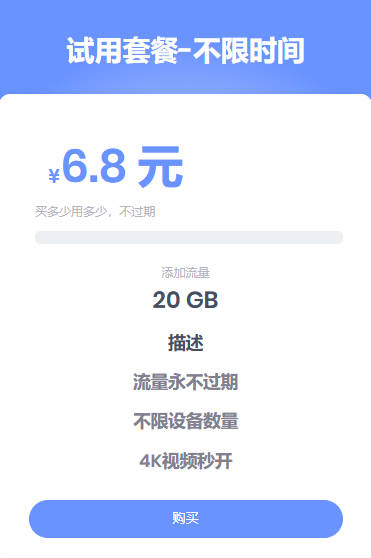 试用套餐-不限时间
¥6.8 元
买多少用多少，不过期
添加流量
20 GB
描述
流量永不过期
不限设备数量
4K视频秒开
购买